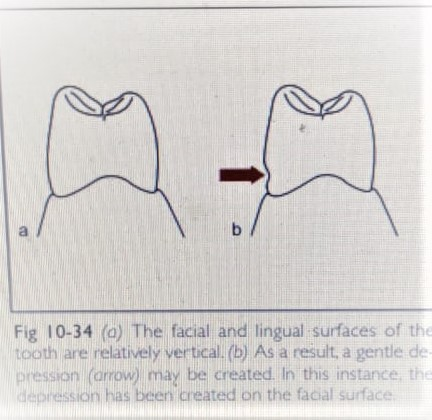 a
b
Fig 10-34 (a) The facial and lingual surfaces of the
tooth are relatively vertical. (b) As a result, a gentle de-
pression (arrow) may be created. In this instance, the
depression has been created on the facial surface.